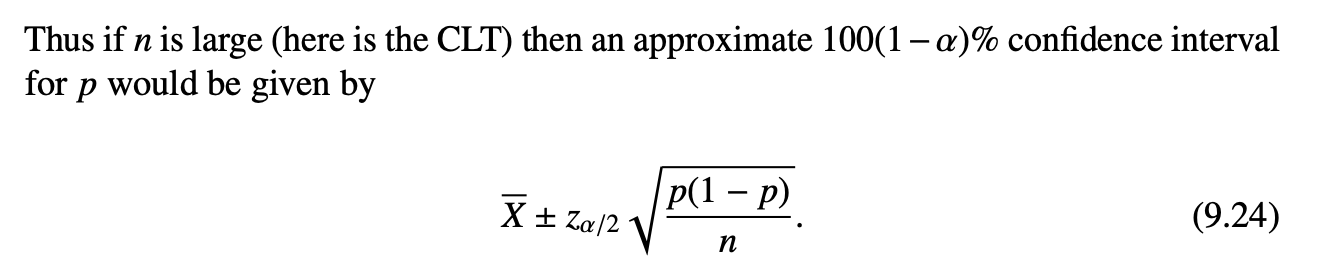 Thus if n is large (here is the CLT) then an approximate 100(1 − α)% confidence interval
for p would be given by
X̅ ± z_{α/2} √(p(1 − p)/n). (9.24)